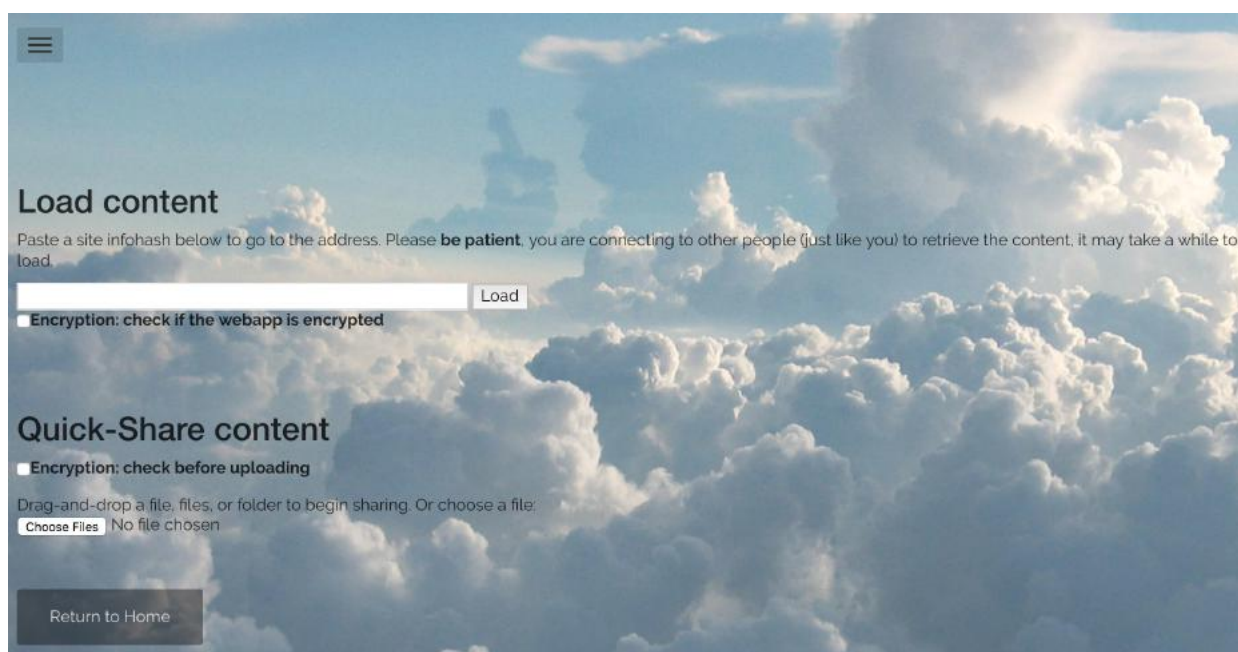 Load content
Paste a site infohash below to go to the address. Please be patient, you are connecting to other people (just like you) to retrieve the content, it may take a while to
load.
Load
Encryption: check if the webapp is encrypted
Quick-Share content
Encryption: check before uploading
Drag-and-drop a file, files, or folder to begin sharing. Or choose a file:
Choose Files No file chosen
Return to Home